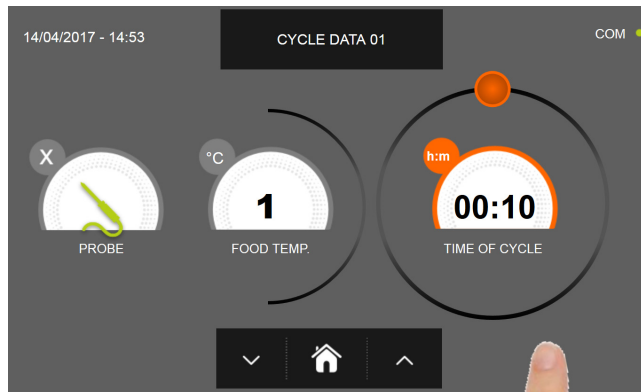 14/04/2017 - 14:53
CYCLE DATA 01
COM
X
°C
h:m
1
00:10
PROBE
FOOD TEMP.
TIME OF CYCLE